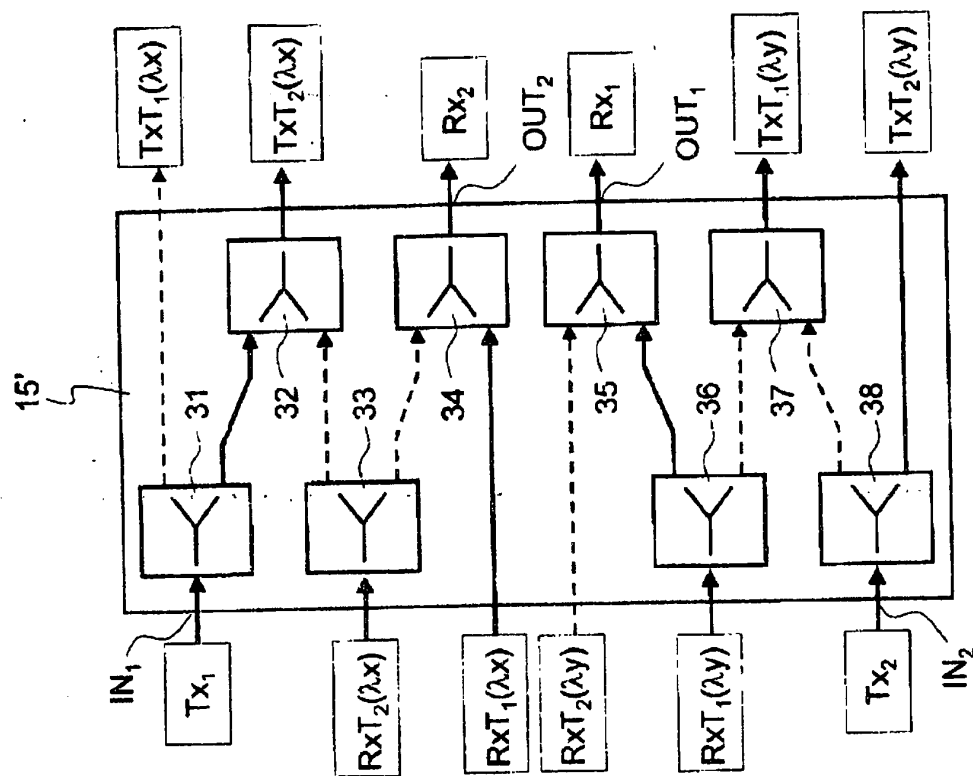 15'
IN₁
Tx₁
RxT₂(λx)
RxT₁(λx)
RxT₂(λy)
RxT₁(λy)
Tx₂
IN₂
31
32
33
34
35
36
37
38
TxT₁(λx)
TxT₂(λx)
Rx₂
OUT₂
Rx₁
OUT₁
TxT₁(λy)
TxT₂(λy)